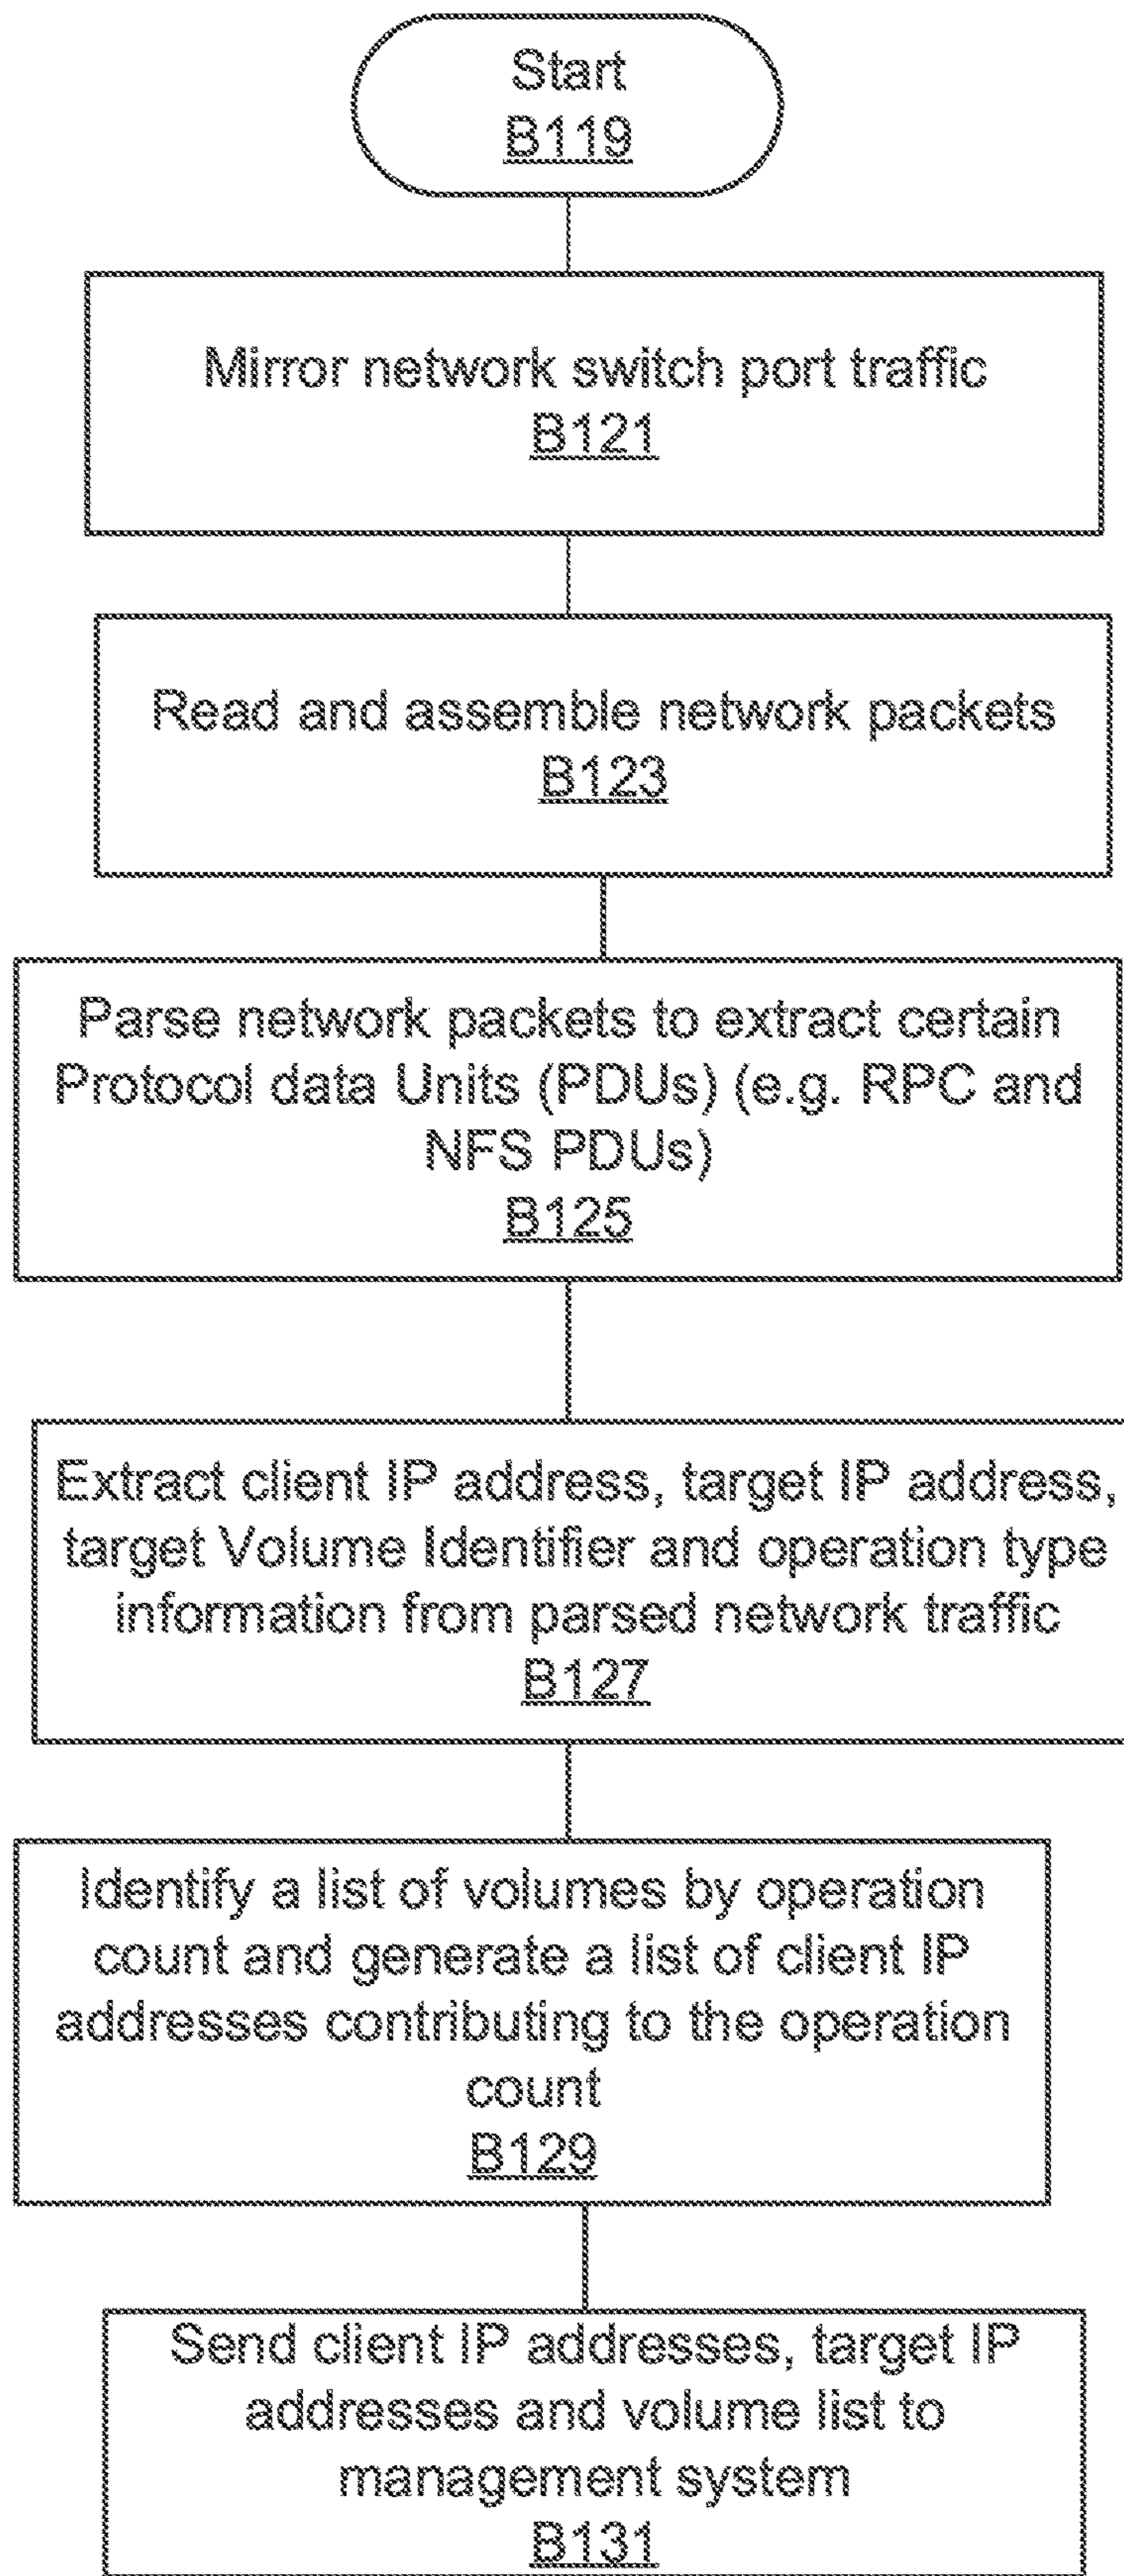 Start
B119
Mirror network switch port traffic
B121
Read and assemble network packets
B123
Parse network packets to extract certain
Protocol data Units (PDUs) (e.g. RPC and
NFS PDUs)
B125
Extract client IP address, target IP address,
target Volume Identifier and operation type
information from parsed network traffic
B127
Identify a list of volumes by operation
count and generate a list of client IP
addresses contributing to the operation
count
B129
Send client IP addresses, target IP
addresses and volume list to
management system
B131